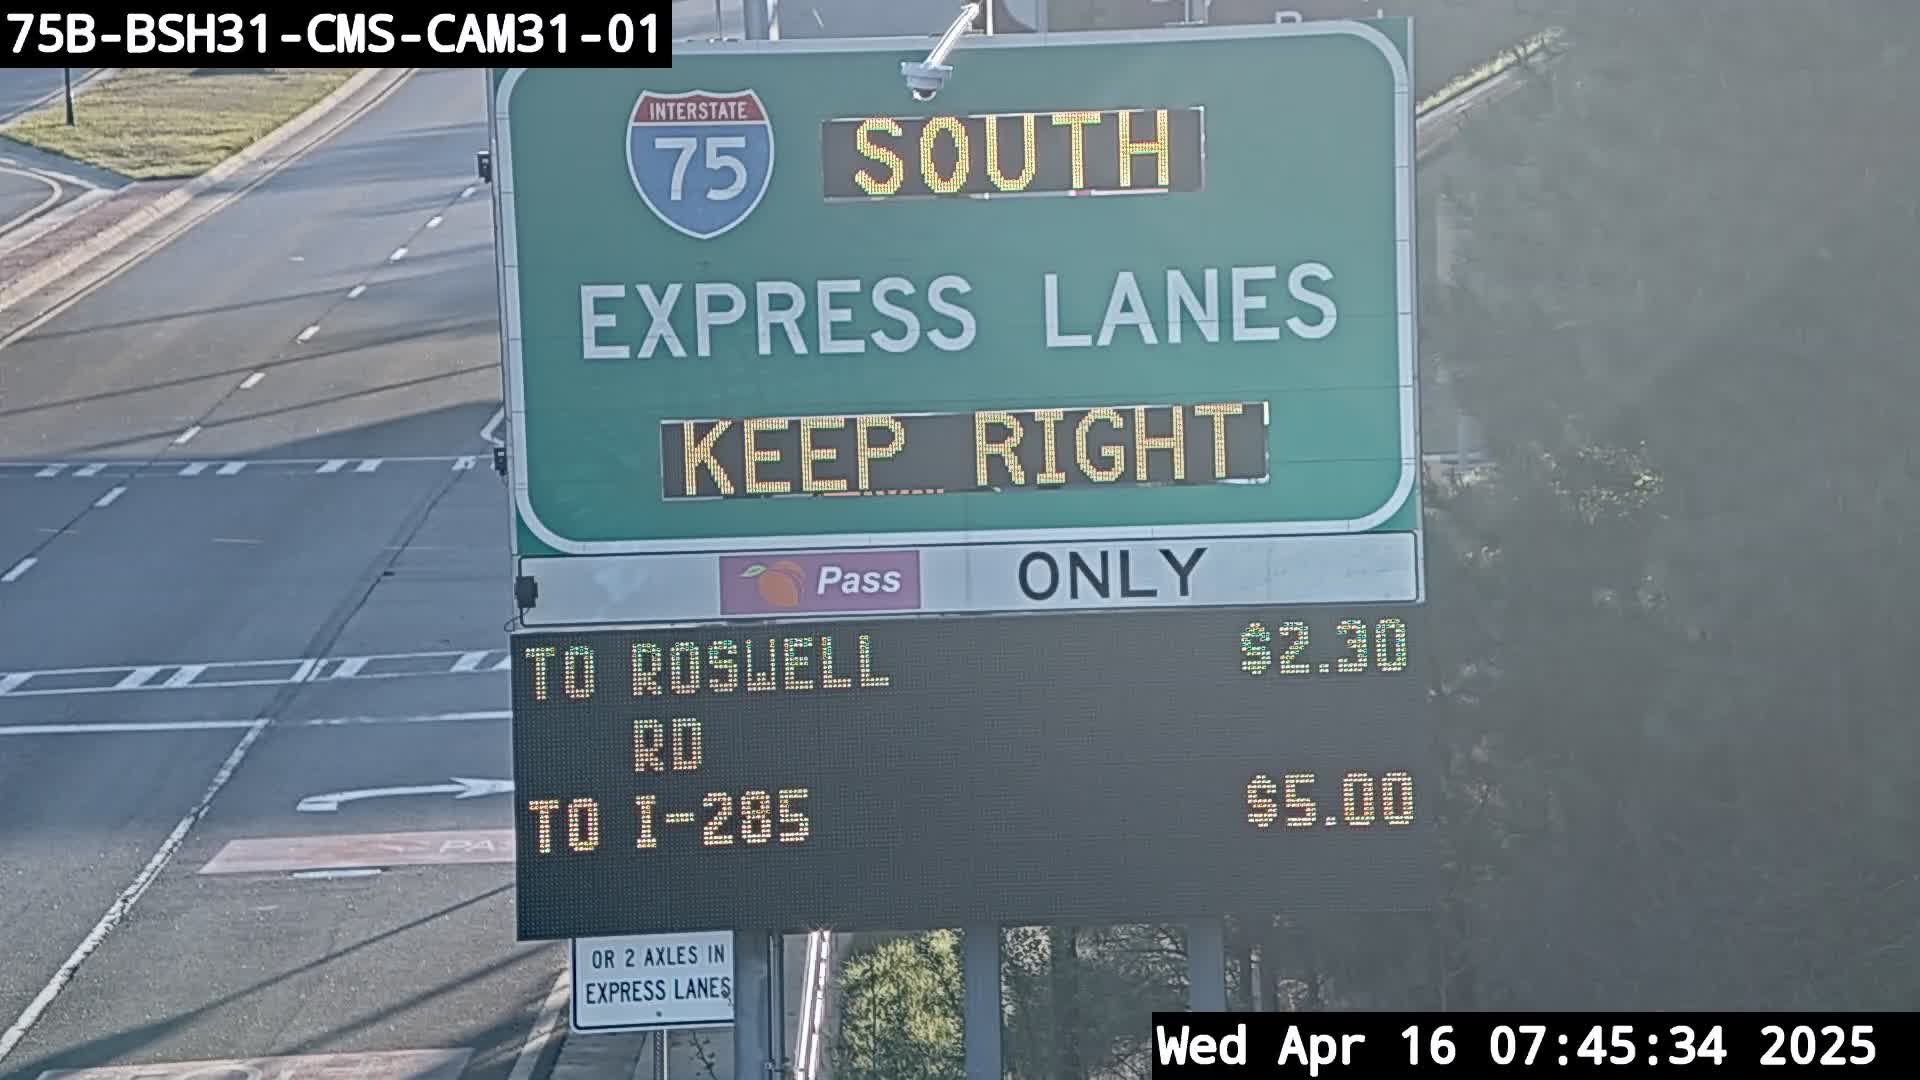 75B-BSH31-CMS-CAM31-01
INTERSTATE
75
SOUTH
EXPRESS LANES
KEEP RIGHT
Pass ONLY
TO ROSWELL $2.30
RD
TO I-285 $5.00
OR 2 AXLES IN
EXPRESS LANES
Wed Apr 16 07:45:34 2025